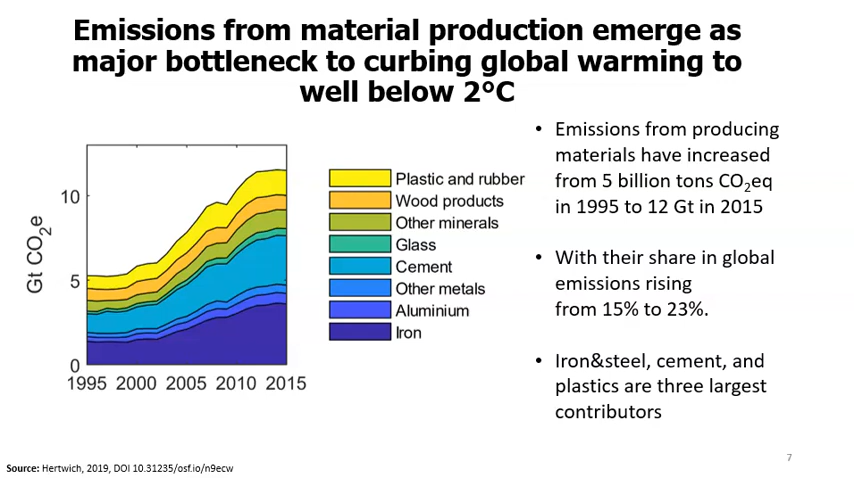 Emissions from material production emerge as
major bottleneck to curbing global warming to
well below 2°C
Gt CO2e
10
5
0
1995 2000 2005 2010 2015
Plastic and rubber
Wood products
Other minerals
Glass
Cement
Other metals
Aluminium
Iron
• Emissions from producing
materials have increased
from 5 billion tons CO2eq
in 1995 to 12 Gt in 2015
• With their share in global
emissions rising
from 15% to 23%.
• Iron&steel, cement, and
plastics are three largest
contributors
7
Source: Hertwich, 2019, DOI 10.31235/osf.io/n9ecw